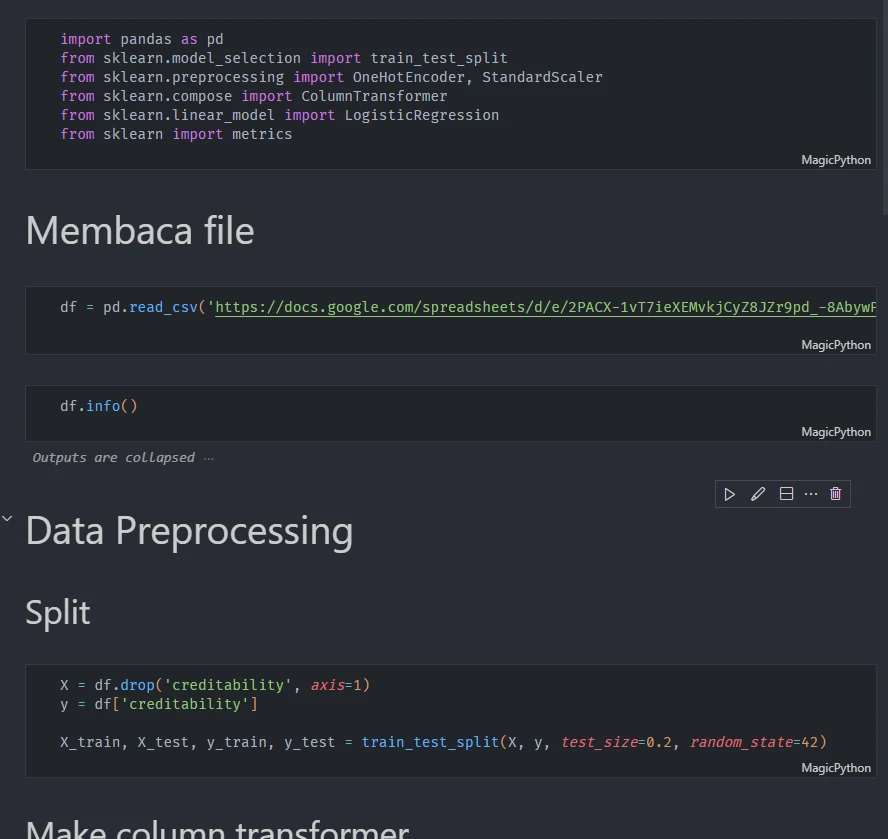 import pandas as pd
from sklearn.model_selection import train_test_split
from sklearn.preprocessing import OneHotEncoder, StandardScaler
from sklearn.compose import ColumnTransformer
from sklearn.linear_model import LogisticRegression
from sklearn import metrics
MagicPython
Membaca file
df = pd.read_csv('https://docs.google.com/spreadsheets/d/e/2PACX-1vT7ieXEMvkjCyZ8JZr9pd_-8AbywF
MagicPython
df.info()
MagicPython
Outputs are collapsed ...
Data Preprocessing
Split
X = df.drop('creditability', axis=1)
y = df['creditability']
X_train, X_test, y_train, y_test = train_test_split(X, y, test_size=0.2, random_state=42)
MagicPython
Make column transformer